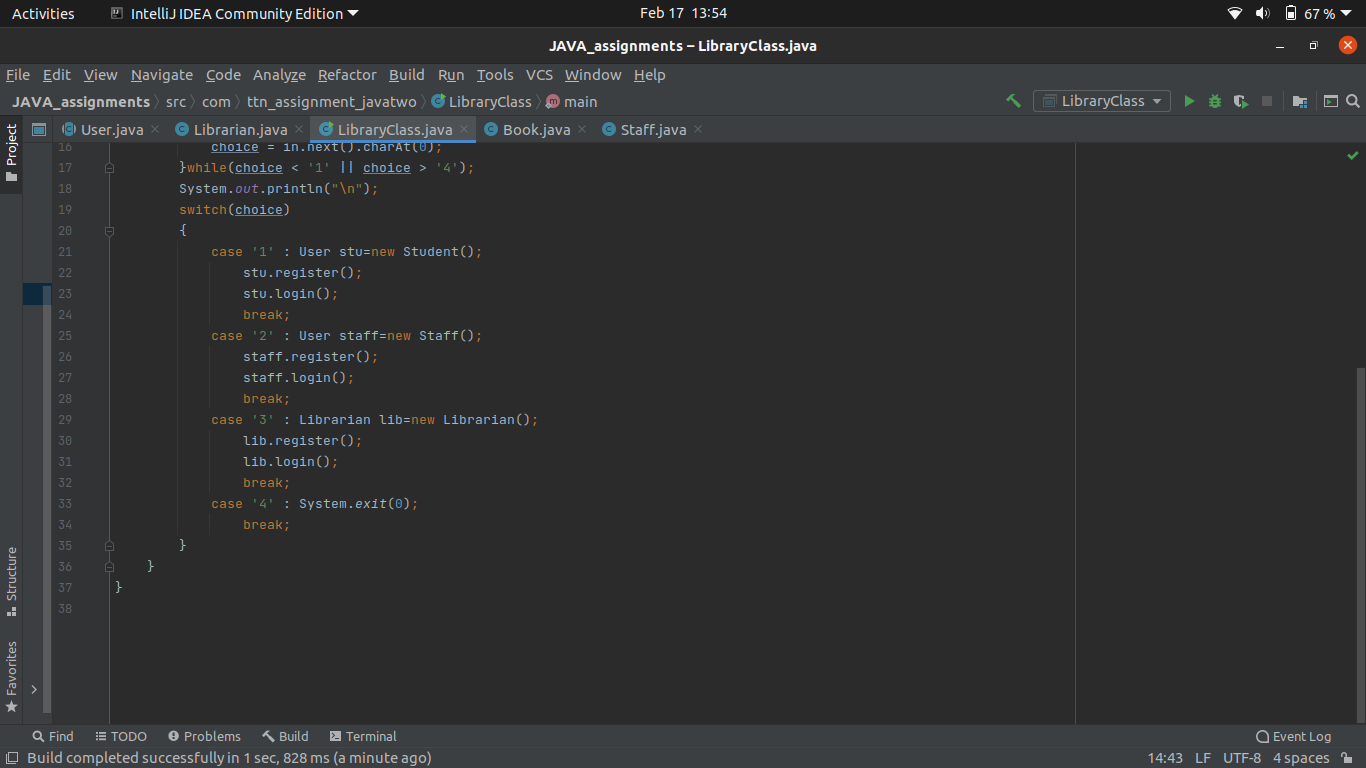 Activities IntelliJ IDEA Community Edition Feb 17 13:54 67 %
JAVA_assignments – LibraryClass.java
File Edit View Navigate Code Analyze Refactor Build Run Tools VCS Window Help
JAVA_assignments src com ttn_assignment_javatwo LibraryClass main LibraryClass
User.java Librarian.java LibraryClass.java Book.java Staff.java
Project
Structure
Favorites
16 choice = in.next().charAt(0);
17 }while(choice < '1' || choice > '4');
18 System.out.println("\n");
19 switch(choice)
20 {
21 case '1' : User stu=new Student();
22 stu.register();
23 stu.login();
24 break;
25 case '2' : User staff=new Staff();
26 staff.register();
27 staff.login();
28 break;
29 case '3' : Librarian lib=new Librarian();
30 lib.register();
31 lib.login();
32 break;
33 case '4' : System.exit(0);
34 break;
35 }
36 }
37 }
38
Find TODO Problems Build Terminal Event Log
Build completed successfully in 1 sec, 828 ms (a minute ago) 14:43 LF UTF-8 4 spaces